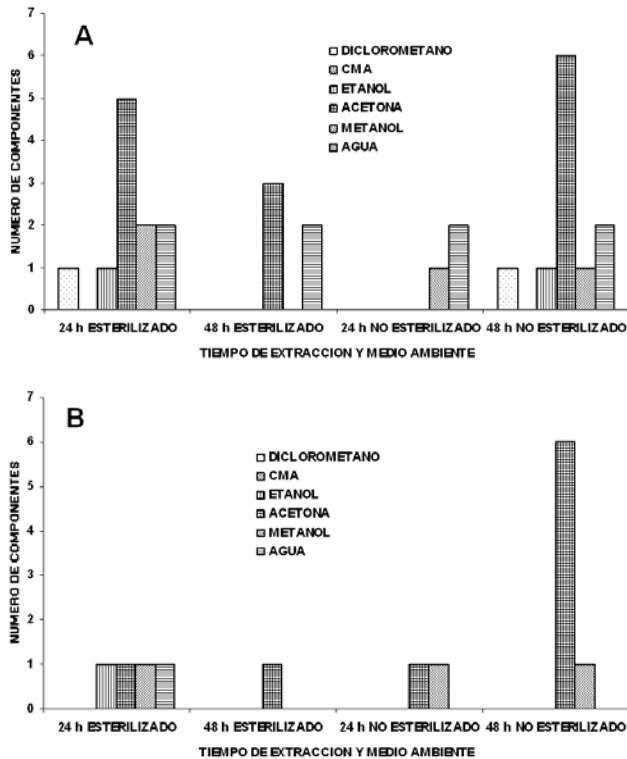 A
7
6
5
4
3
2
1
0
NUMERO DE COMPONENTES
DICLOROMETANO
CMA
ETANOL
ACETONA
METANOL
AGUA
24 h ESTERILIZADO 48 h ESTERILIZADO 24 h NO ESTERILIZADO 48 h NO ESTERILIZADO
TIEMPO DE EXTRACCION Y MEDIO AMBIENTE
B
7
6
5
4
3
2
1
0
NUMERO DE COMPONENTES
DICLOROMETANO
CMA
ETANOL
ACETONA
METANOL
AGUA
24 h ESTERILIZADO 48 h ESTERILIZADO 24 h NO ESTERILIZADO 48 h NO ESTERILIZADO
TIEMPO DE EXTRACCION Y MEDIO AMBIENTE